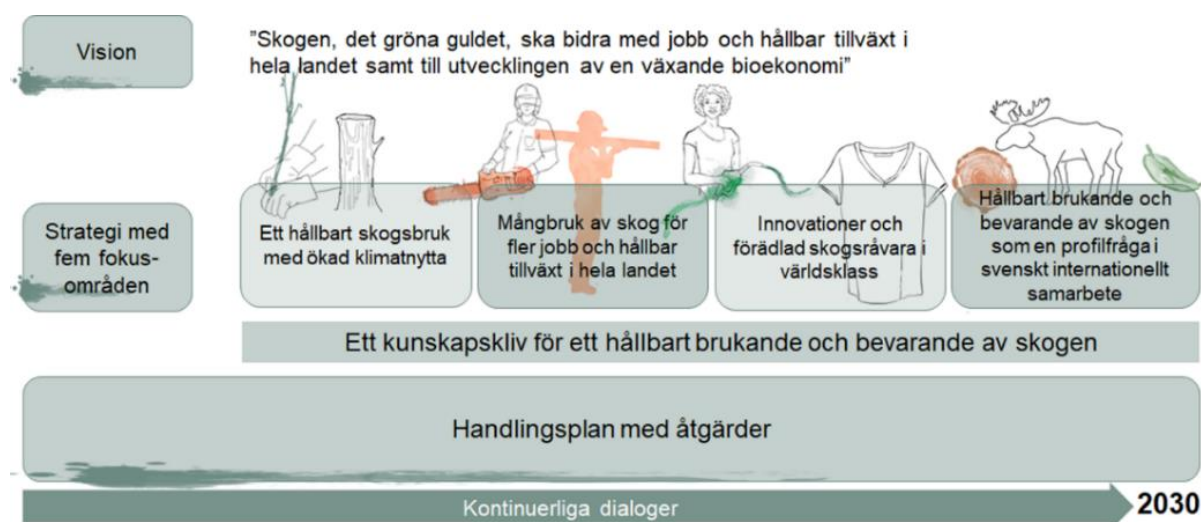 Vision
”Skogen, det gröna guldet, ska bidra med jobb och hållbar tillväxt i
hela landet samt till utvecklingen av en växande bioekonomi”
Strategi med
fem fokus-
områden
Ett hållbart skogsbruk
med ökad klimatnytta
Mångbruk av skog för
fler jobb och hållbar
tillväxt i hela landet
Innovationer och
förädlad skogsråvara i
världsklass
Hållbart brukande och
bevarande av skogen
som en profilfråga i
svenskt internationellt
samarbete
Ett kunskapskliv för ett hållbart brukande och bevarande av skogen
Handlingsplan med åtgärder
Kontinuerliga dialoger
2030